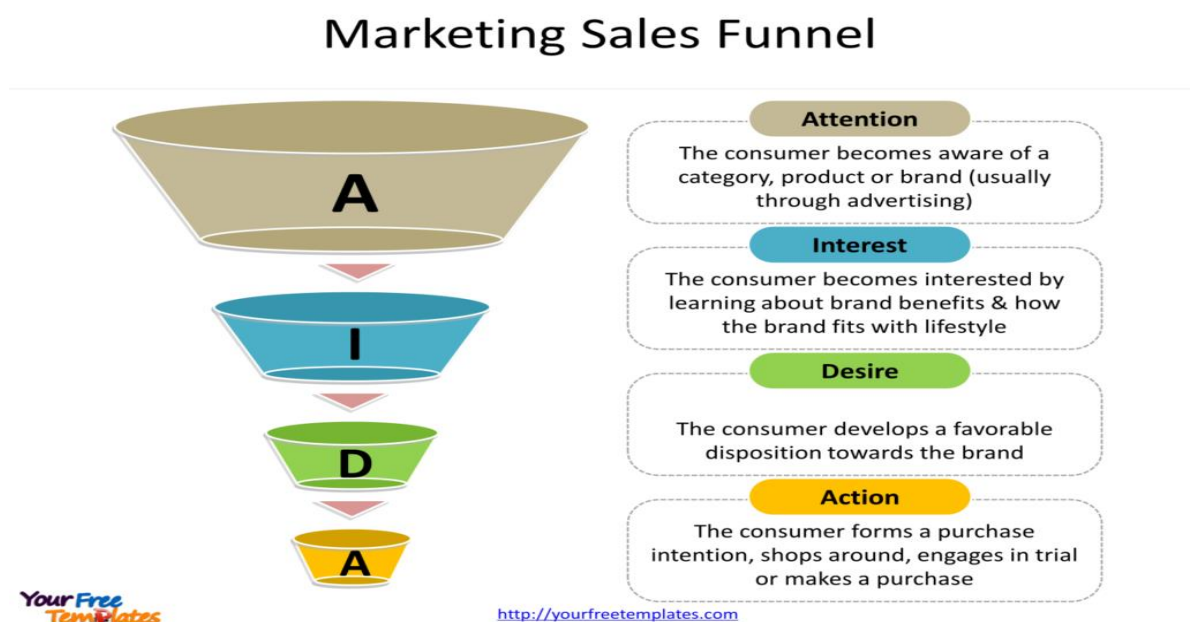 Marketing Sales Funnel
A
I
D
A
Attention
The consumer becomes aware of a
category, product or brand (usually
through advertising)
Interest
The consumer becomes interested by
learning about brand benefits & how
the brand fits with lifestyle
Desire
The consumer develops a favorable
disposition towards the brand
Action
The consumer forms a purchase
intention, shops around, engages in trial
or makes a purchase
Your Free
Templates
http://yourfreetemplates.com